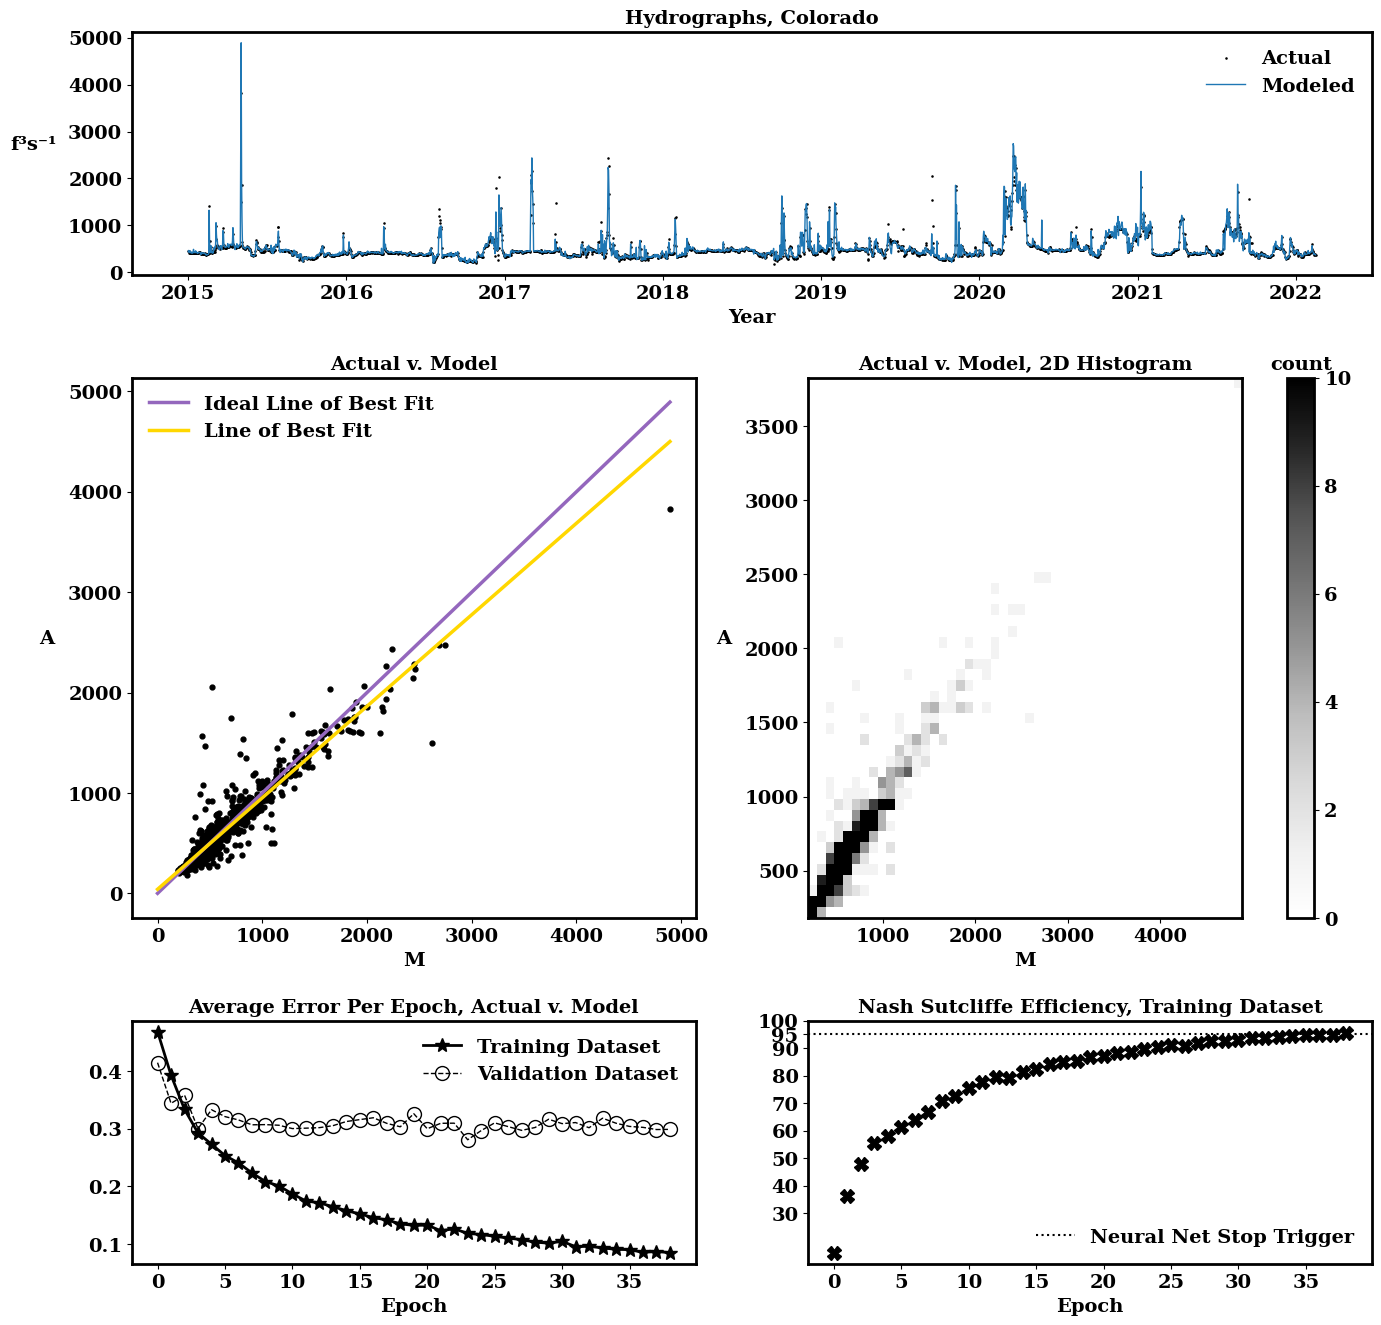 Hydrographs, Colorado
5000
4000
3000
2000
1000
0
f³s⁻¹
Actual
Modeled
2015 2016 2017 2018 2019 2020 2021 2022
Year
Actual v. Model
5000
4000
3000
2000
1000
0
A
Ideal Line of Best Fit
Line of Best Fit
0 1000 2000 3000 4000 5000
M
Actual v. Model, 2D Histogram
3500
3000
2500
2000
1500
1000
500
A
1000 2000 3000 4000
M
count
10
8
6
4
2
0
Average Error Per Epoch, Actual v. Model
0.4
0.3
0.2
0.1
Training Dataset
Validation Dataset
0 5 10 15 20 25 30 35
Epoch
Nash Sutcliffe Efficiency, Training Dataset
100
95
90
80
70
60
50
40
30
Neural Net Stop Trigger
0 5 10 15 20 25 30 35
Epoch